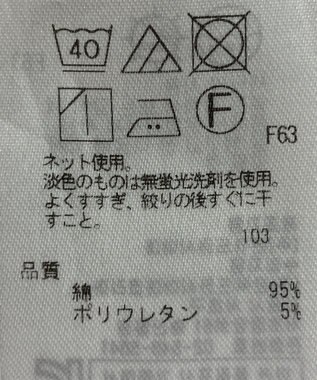 40
F
F63
ネット使用。
淡色のものは無蛍光洗剤を使用。
よくすすぎ、絞りの後すぐに干
すこと。
103
品質
綿 95%
ポリウレタン 5%